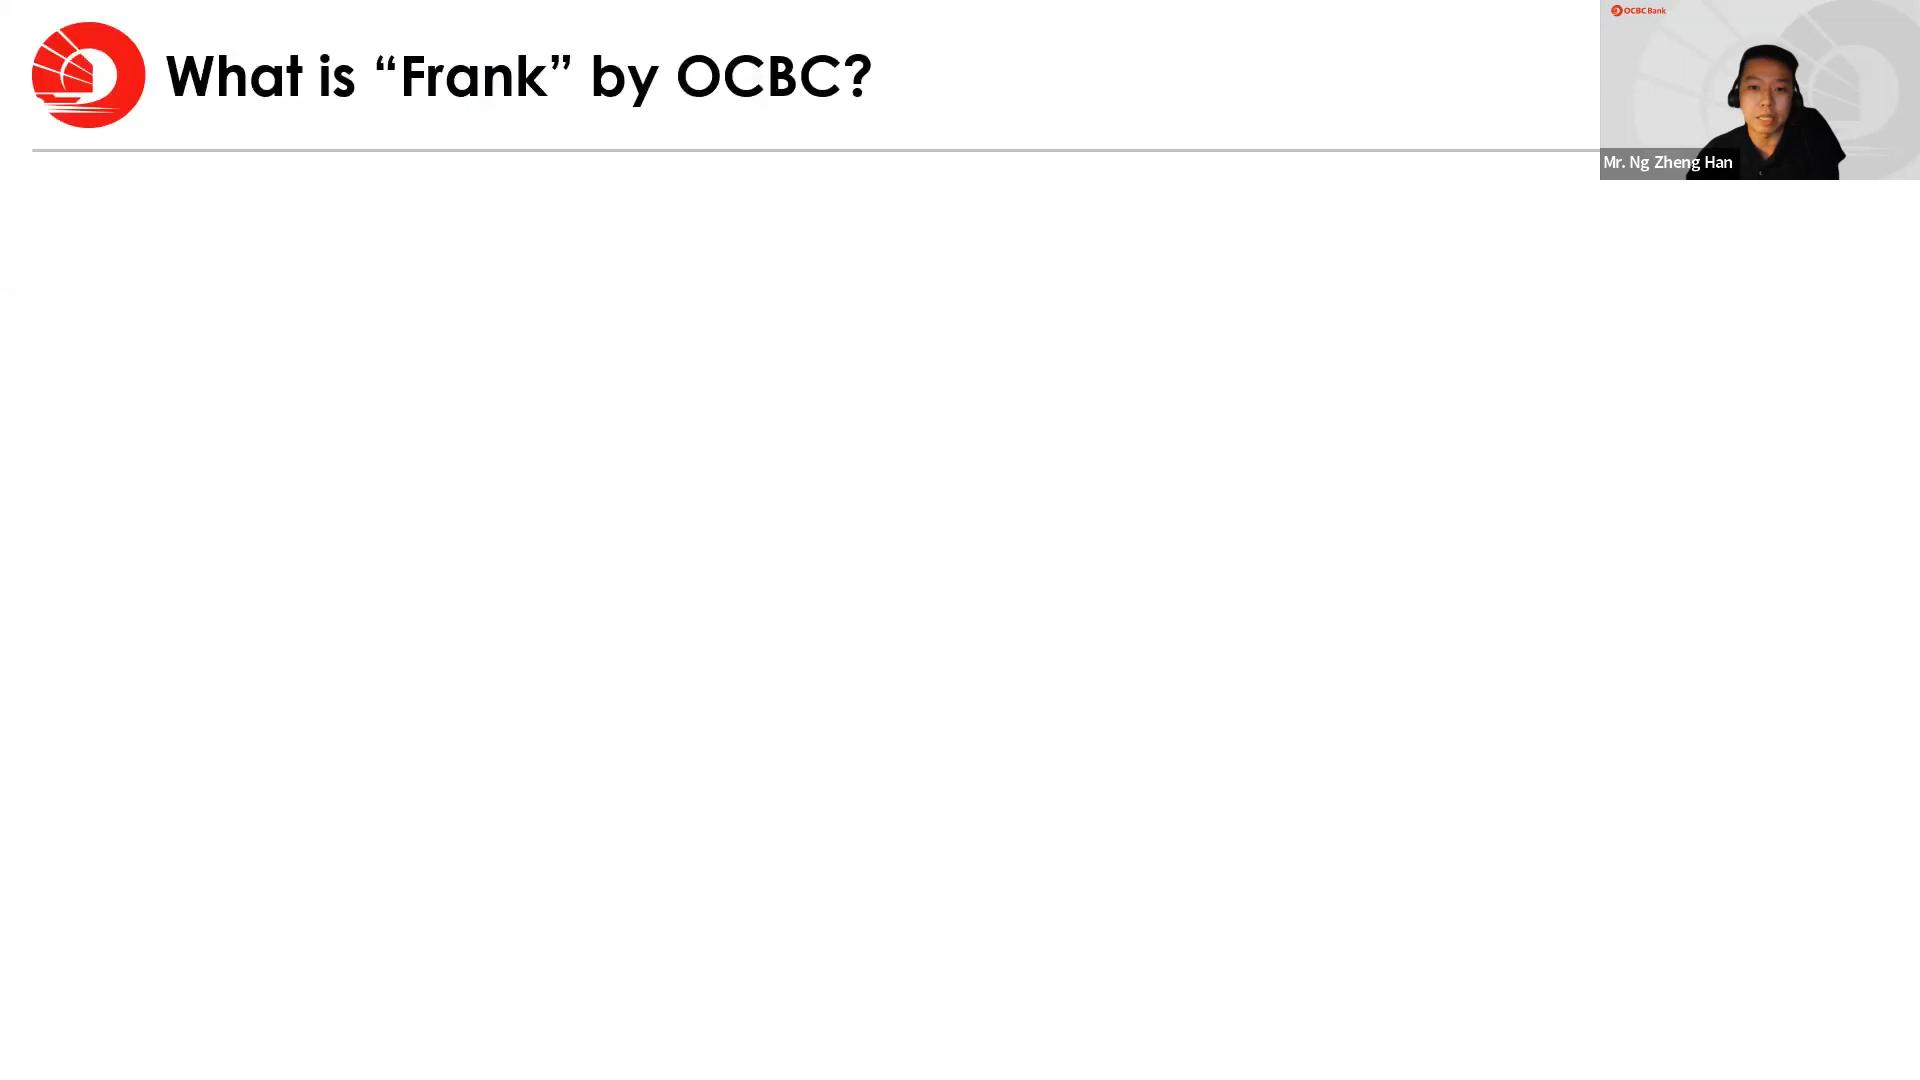 What is “Frank” by OCBC?
OCBC Bank
Mr. Ng Zheng Han